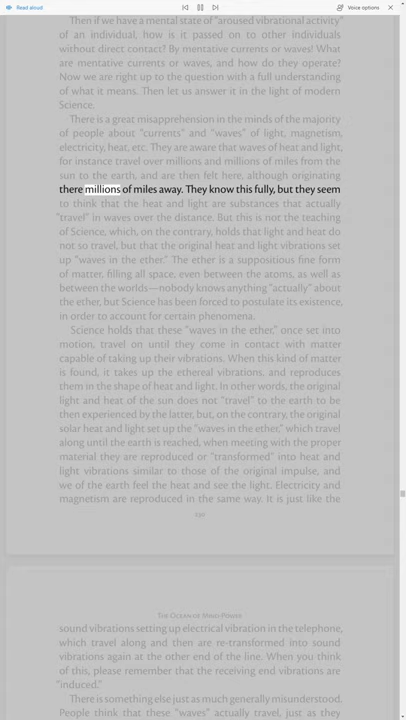 Read aloud
Voice options
Then if we have a mental state of "aroused vibrational activity"
of an individual, how is it passed on to other individuals
without direct contact? By mentative currents or waves! What
are mentative currents or waves, and how do they operate?
Now we are right up to the question with a full understanding
of what it means. Then let us answer it in the light of modern
Science.
There is a great misapprehension in the minds of the majority
of people about "currents" and "waves" of light, magnetism,
electricity, heat, etc. They are aware that waves of heat and light,
for instance travel over millions and millions of miles from the
sun to the earth, and are then felt here, although originating
there millions of miles away. They know this fully, but they seem
to think that the heat and light are substances that actually
"travel" in waves over the distance. But this is not the teaching
of Science, which, on the contrary, holds that light and heat do
not so travel, but that the original heat and light vibrations set
up "waves in the ether." The ether is a suppositious fine form
of matter, filling all space, even between the atoms, as well as
between the worlds—nobody knows anything "actually" about
the ether, but Science has been forced to postulate its existence,
in order to account for certain phenomena.
Science holds that these "waves in the ether," once set into
motion, travel on until they come in contact with matter
capable of taking up their vibrations. When this kind of matter
is found, it takes up the ethereal vibrations, and reproduces
them in the shape of heat and light. In other words, the original
light and heat of the sun does not "travel" to the earth to be
then experienced by the latter, but, on the contrary, the original
solar heat and light set up the "waves in the ether," which travel
along until the earth is reached, when meeting with the proper
material they are reproduced or "transformed" into heat and
light vibrations similar to those of the original impulse, and
we of the earth feel the heat and see the light. Electricity and
magnetism are reproduced in the same way. It is just like the
The Ocean of Mind-Power
sound vibrations setting up electrical vibration in the telephone,
which travel along and then are re-transformed into sound
vibrations again at the other end of the line. When you think
of this, please remember that the receiving end vibrations are
"induced."
There is something else just as much generally misunderstood.
People think that these "waves" actually travel, just as they